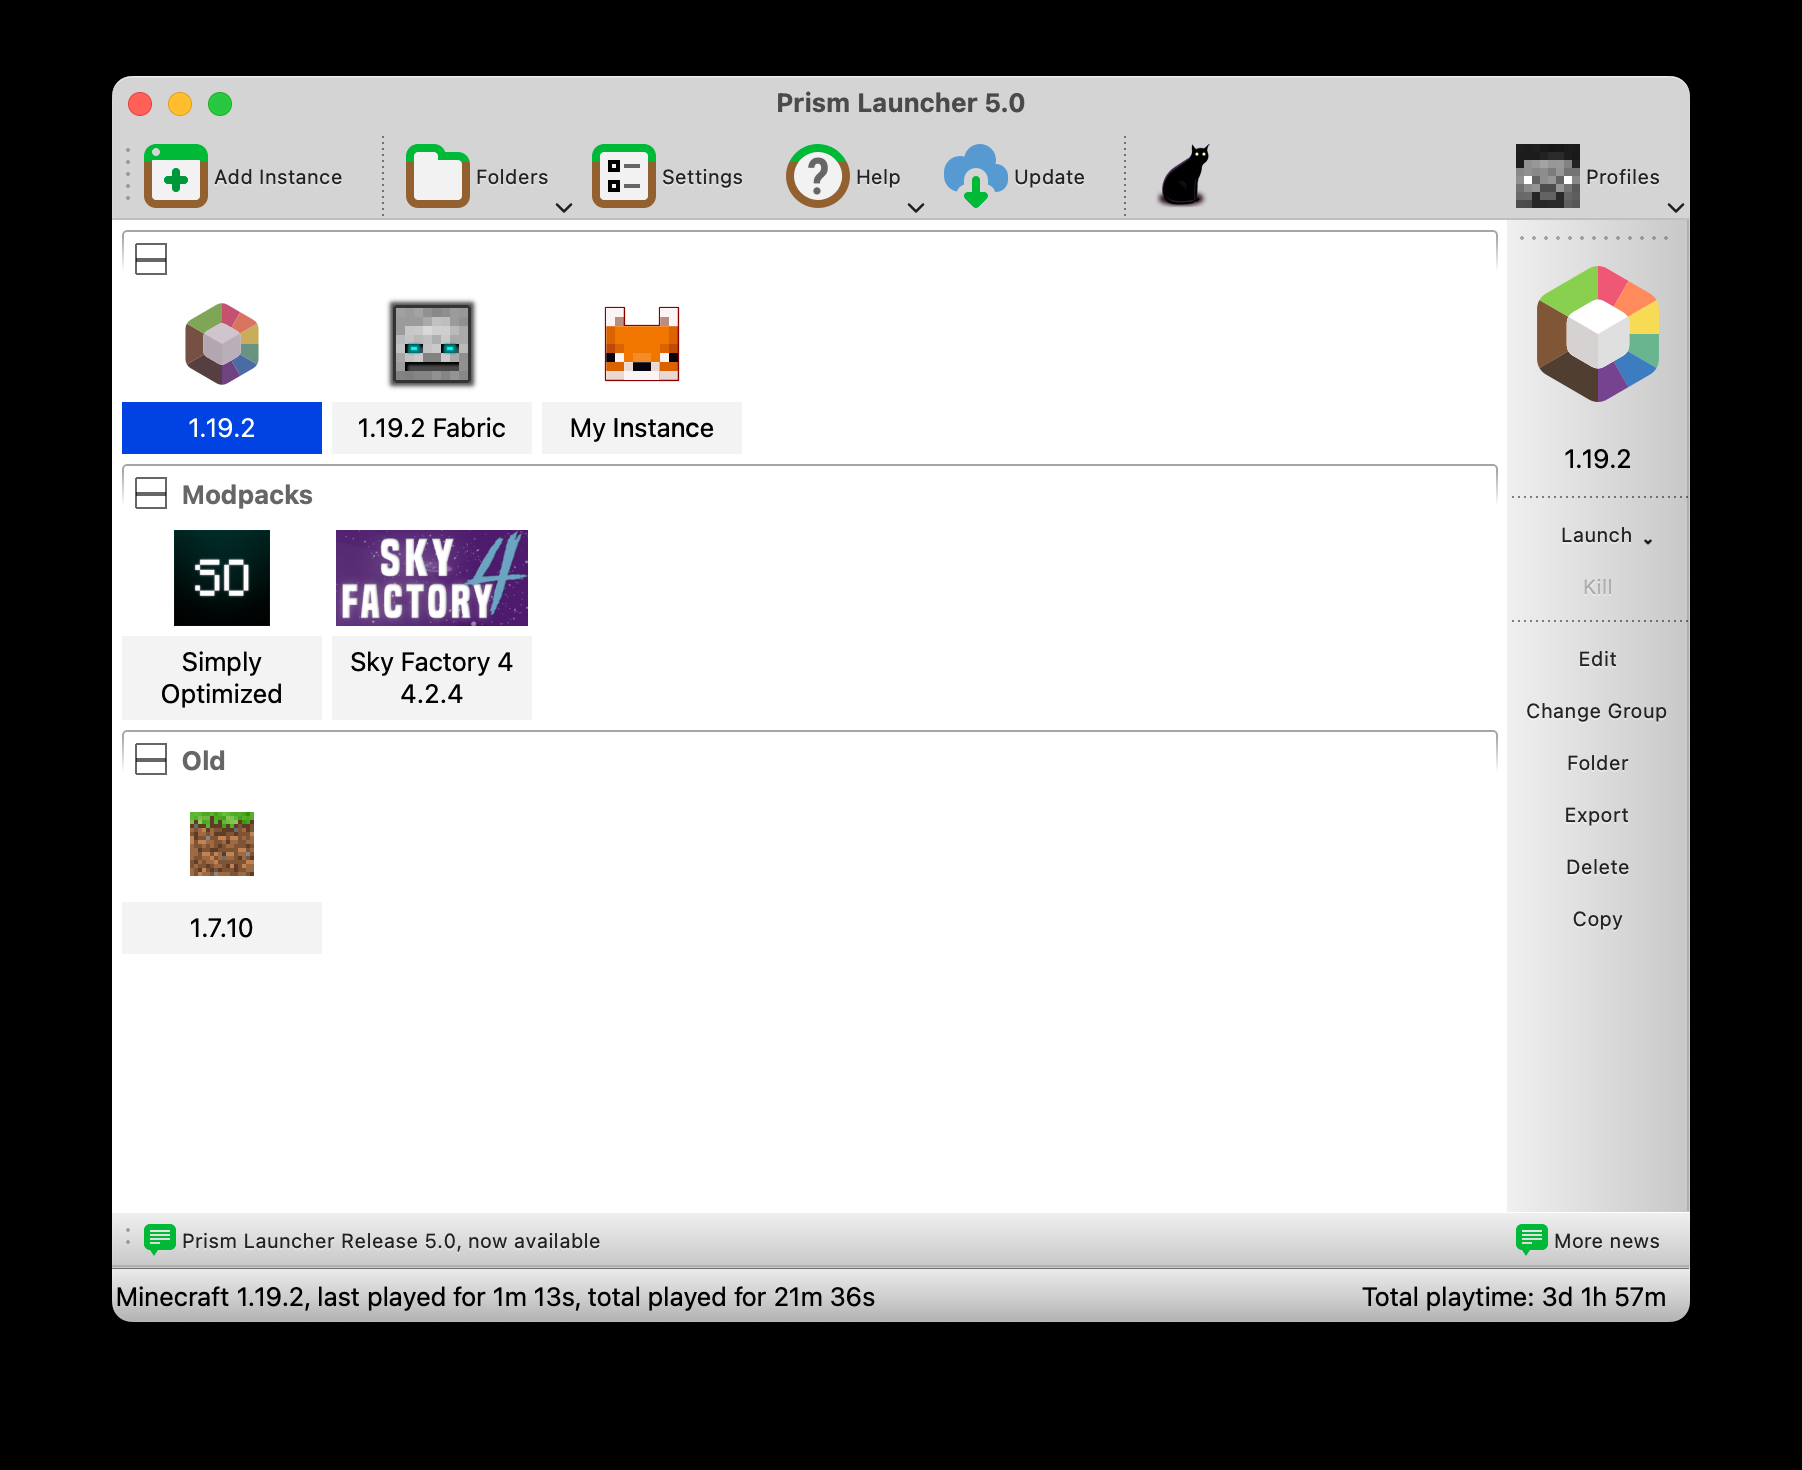 Prism Launcher 5.0
Add Instance
Folders
Settings
Help
Update
Profiles
1.19.2
1.19.2 Fabric
My Instance
Modpacks
SO
SKY
FACTORY 4
Simply
Optimized
Sky Factory 4
4.2.4
Old
1.7.10
1.19.2
Launch
Kill
Edit
Change Group
Folder
Export
Delete
Copy
Prism Launcher Release 5.0, now available
More news
Minecraft 1.19.2, last played for 1m 13s, total played for 21m 36s
Total playtime: 3d 1h 57m